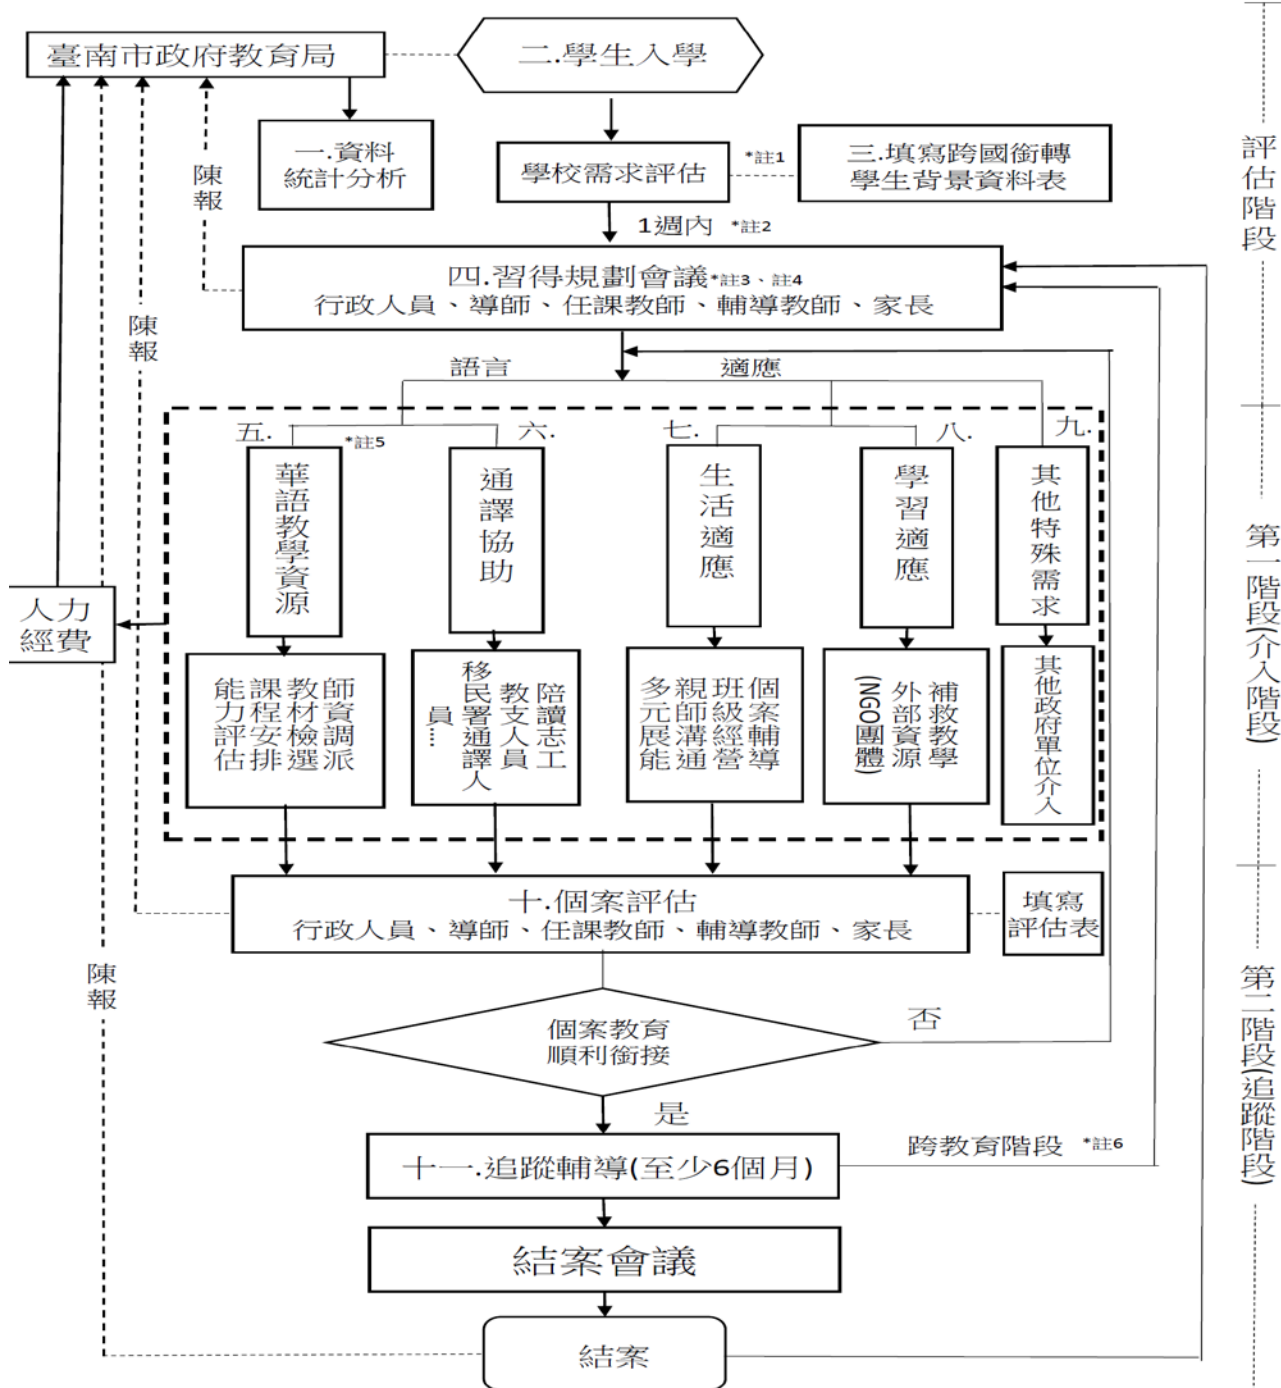 臺南市政府教育局
二.學生入學
一.資料
統計分析
學校需求評估
*註1
三.填寫跨國銜轉
學生背景資料表
陳報
1週內 *註2
四.習得規劃會議*註3、註4
行政人員、導師、任課教師、輔導教師、家長
陳報
語言
適應
五.
*註5
六.
七.
八.
九.
華語教學資源
通譯協助
生活適應
學習適應
其他特殊需求
人力
經費
師資調派
教材檢選
課程安排
能力評估
陪讀志工
教支人員
移民署通譯人
員....
個案輔導
班級經營
親師溝通
多元展能
補救教學
外部資源
(NGO團體)
其他政府單位介入
十.個案評估
行政人員、導師、任課教師、輔導教師、家長
填寫
評估表
陳報
個案教育
順利銜接
否
是
十一.追蹤輔導(至少6個月)
跨教育階段 *註6
結案會議
結案
評估階段
第一階段(介入階段)
第二階段(追蹤階段)